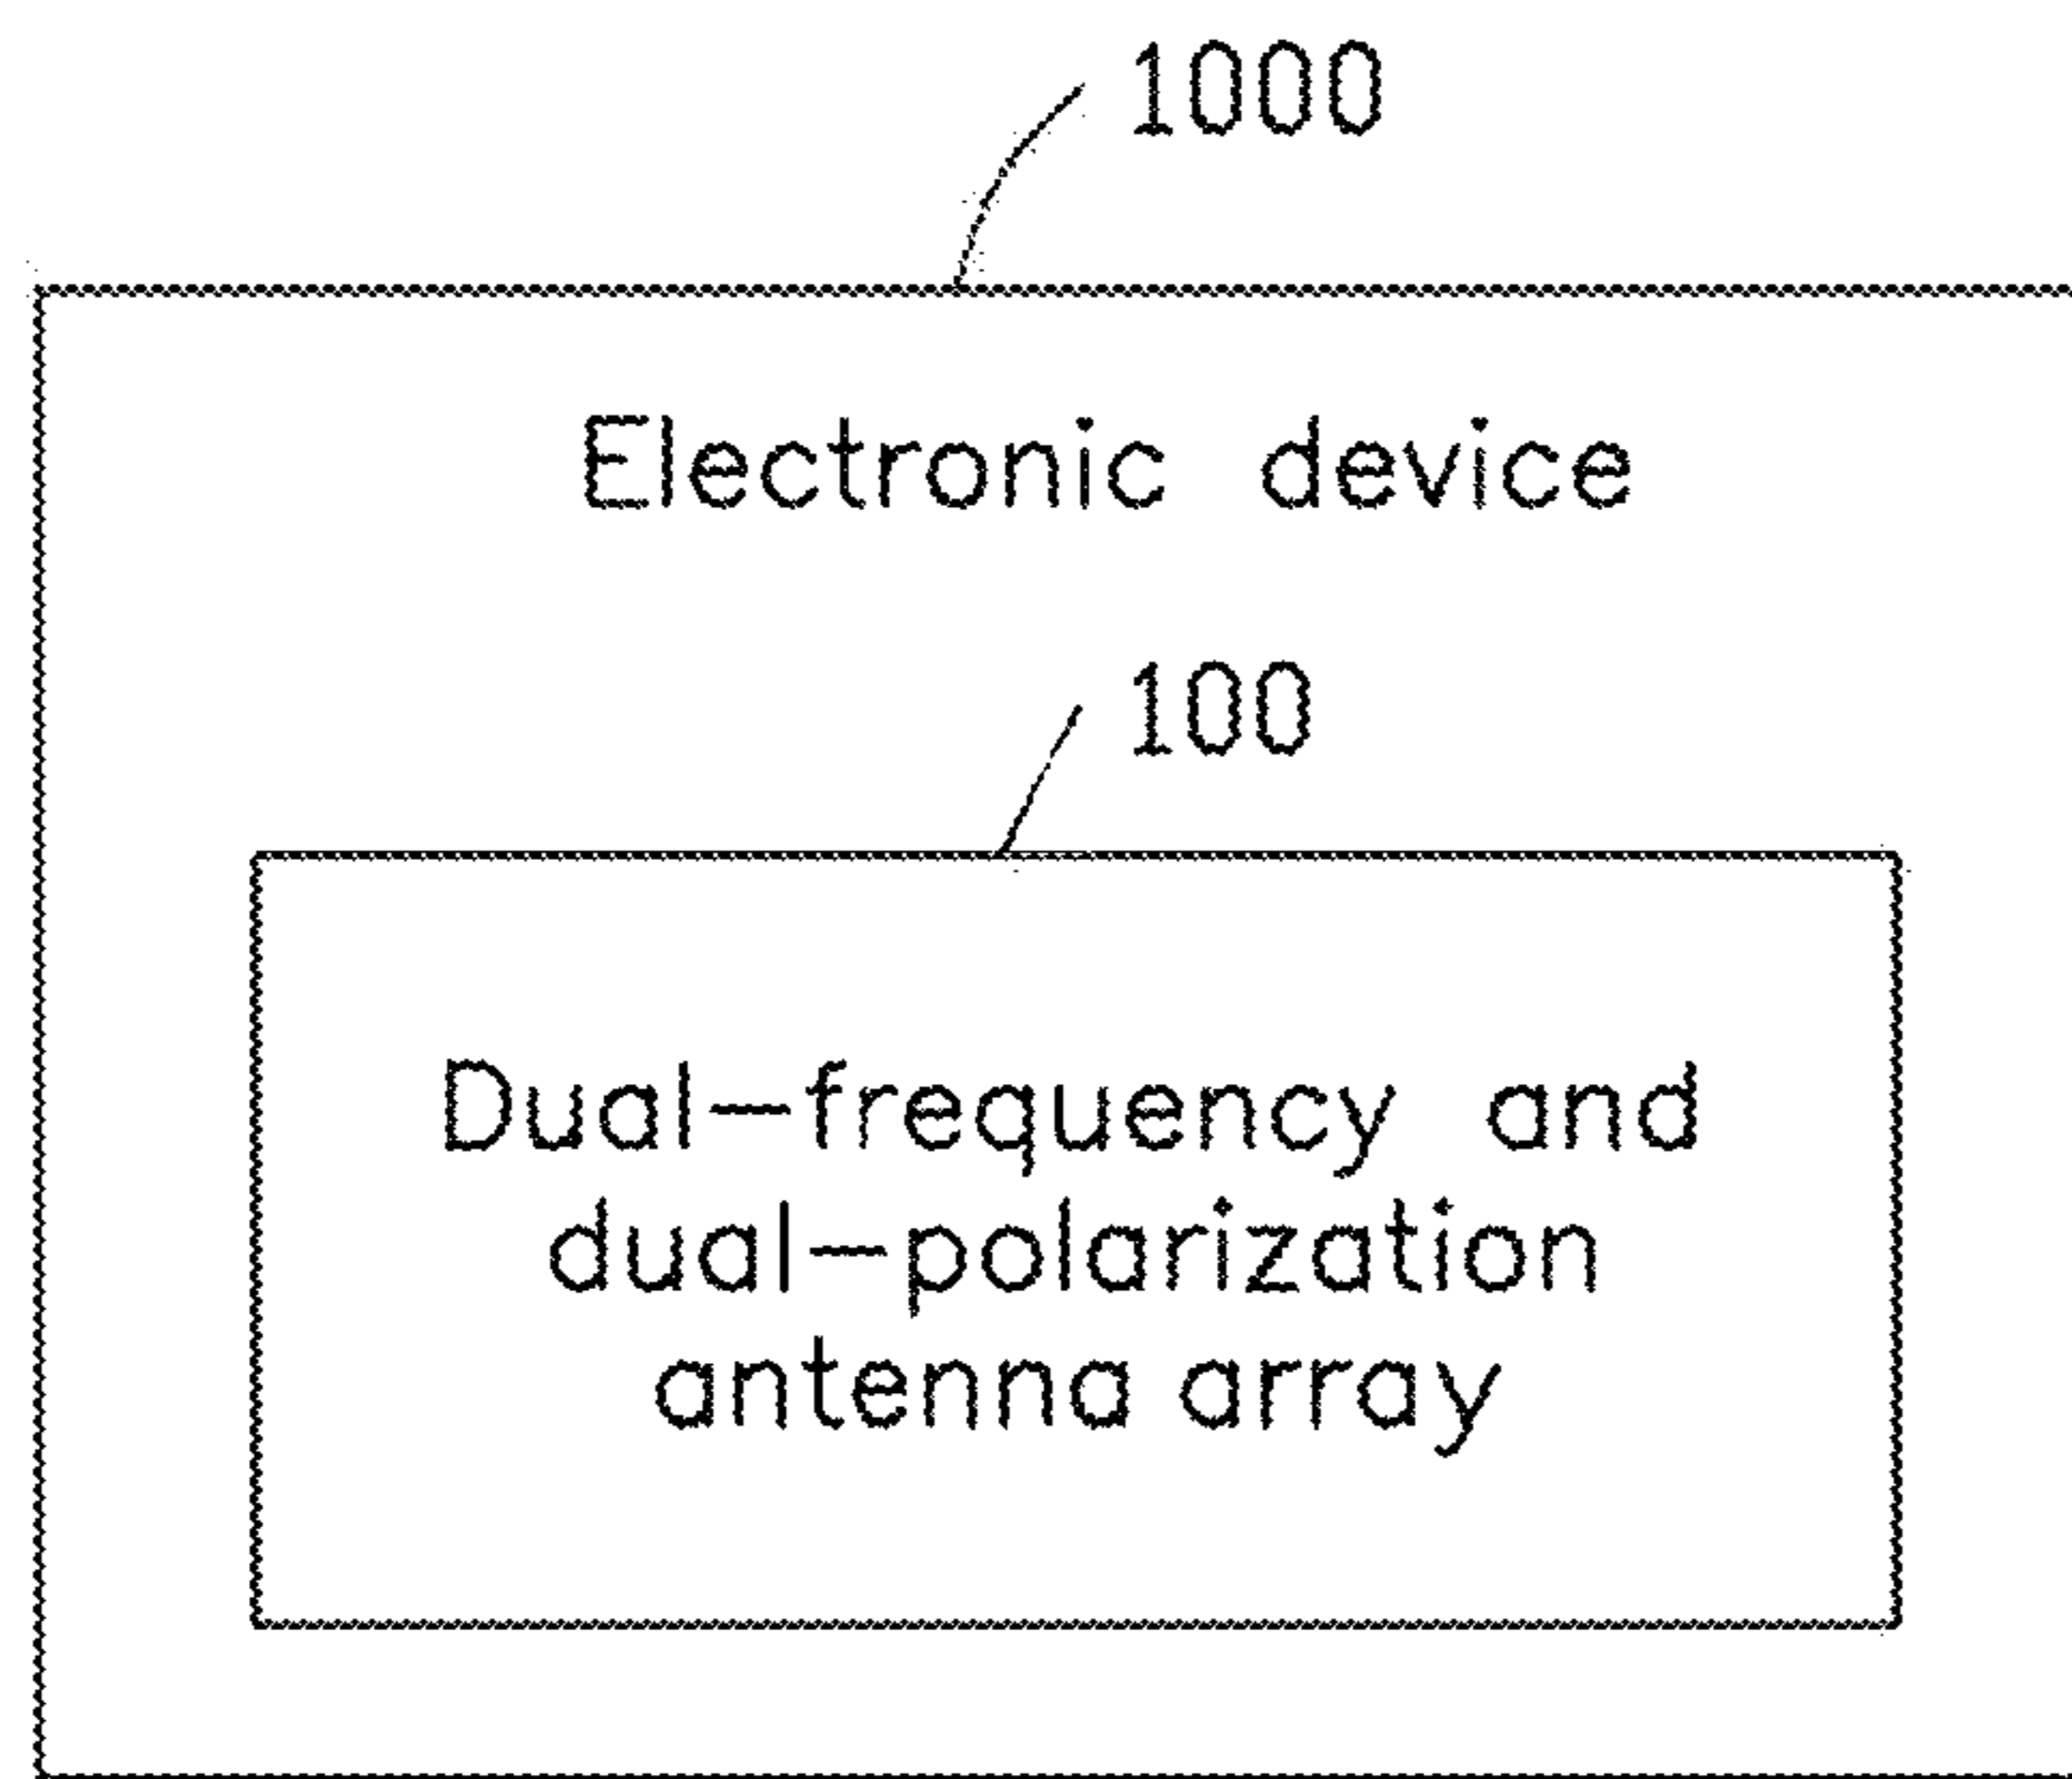 1000
Electronic device
100
Dual-frequency and
dual-polarization
antenna array